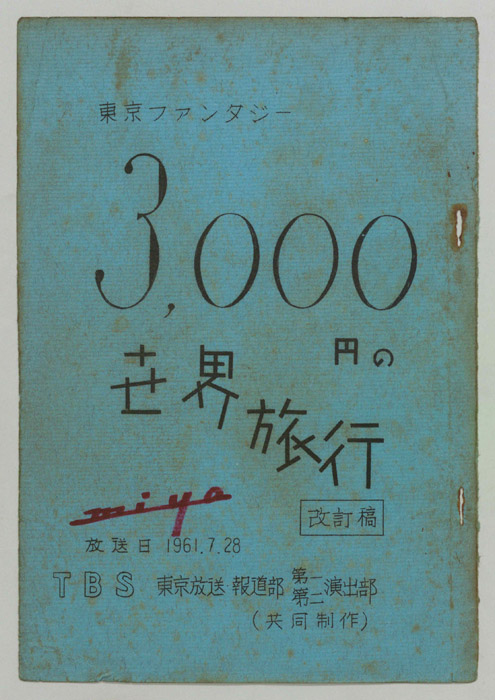 東京ファンタジー
3,000
円の
世界旅行
miya
改訂稿
放送日 1961.7.28
TBS 東京放送 報道部 第一 第二 演出部
(共同制作)